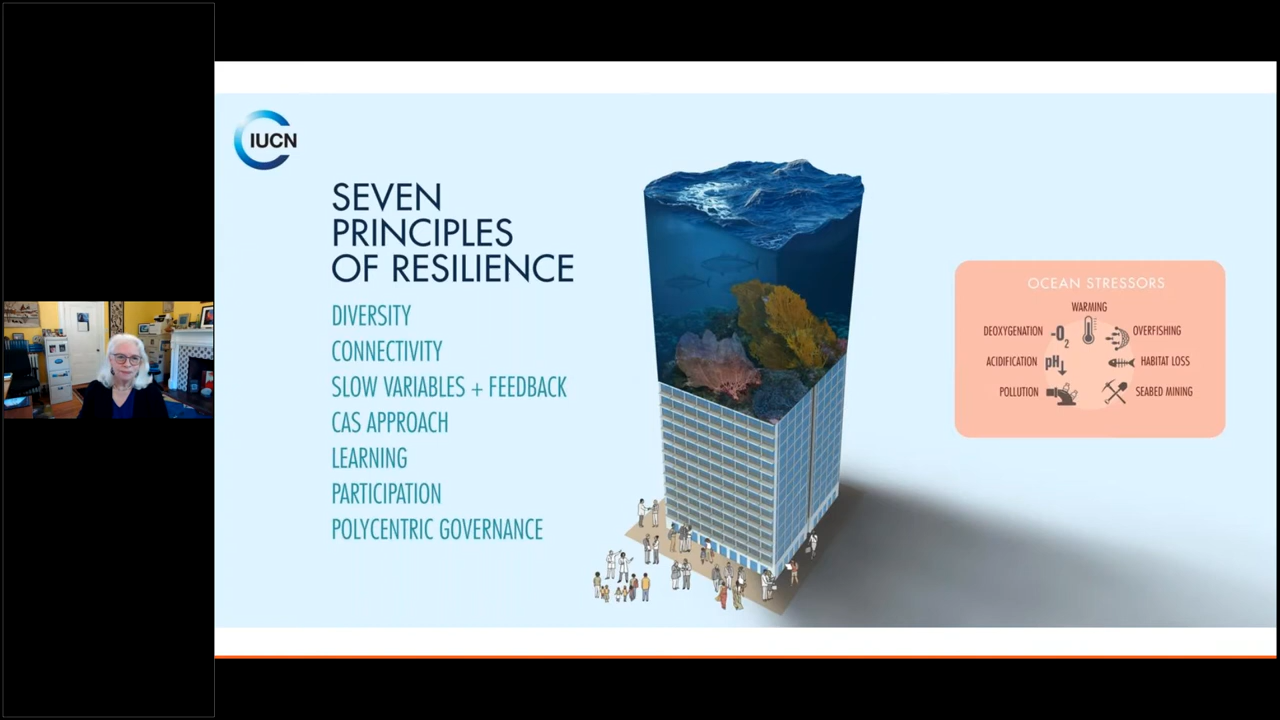 IUCN
SEVEN
PRINCIPLES
OF RESILIENCE
DIVERSITY
CONNECTIVITY
SLOW VARIABLES + FEEDBACK
CAS APPROACH
LEARNING
PARTICIPATION
POLYCENTRIC GOVERNANCE
OCEAN STRESSORS
WARMING
DEOXYGENATION -O2 OVERFISHING
ACIDIFICATION pH HABITAT LOSS
POLLUTION SEABED MINING